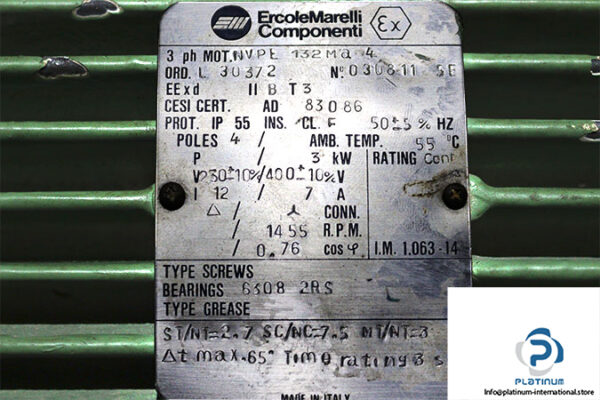 ErcoleMarelli
Componenti
Ex
3 ph MOT. NVPE 132 Ma 4
ORD. L 30372 N° 030811
EExd II B T3
CESI CERT. AD 83086
PROT. IP 55 INS. CL. F 50±5% HZ
POLES 4 / AMB. TEMP. 55 °C
P / 3 kW RATING Cont
V230±10%/400±10%V
I 12 / 7 A
Δ / ⅄ CONN.
/ 1455 R.P.M.
/ 0.76 cos φ. I.M. 1.063-14
TYPE SCREWS
BEARINGS 6308 2RS
TYPE GREASE
ST/NT=2.7 SC/NC=7.5 MT/NT=3
Δt max.65° Time rating 3 s
MADE IN ITALY
PLATINUM
Info@platinum-international.store